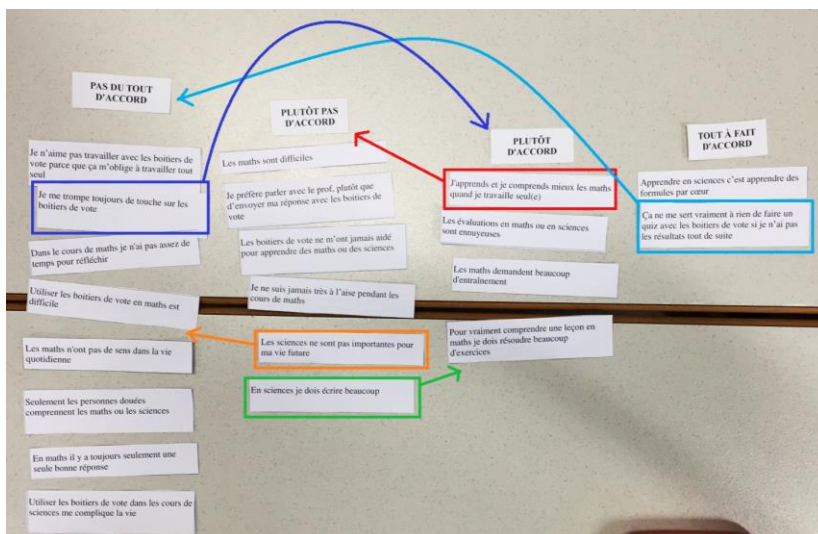 PAS DU TOUT
D'ACCORD
Je n'aime pas travailler avec les boitiers de
vote parce que ça m'oblige à travailler tout
seul
Je me trompe toujours de touche sur les
boitiers de vote
Dans le cours de maths je n'ai pas assez de
temps pour réfléchir
Utiliser les boitiers de vote en maths est
difficile
Les maths n'ont pas de sens dans la vie
quotidienne
Seulement les personnes douées
comprennent les maths ou les sciences
En maths il y a toujours seulement une
seule bonne réponse
Utiliser les boitiers de vote dans les cours de
sciences me complique la vie
PLUTÔT PAS
D'ACCORD
Les maths sont difficiles
Je préfère parler avec le prof, plutôt que
d'envoyer ma réponse avec les boitiers de
vote
Les boitiers de vote ne m'ont jamais aidé
pour apprendre des maths ou des sciences
Je ne suis jamais très à l'aise pendant les
cours de maths
Les sciences ne sont pas importantes pour
ma vie future
En sciences je dois écrire beaucoup
PLUTÔT
D'ACCORD
J'apprends et je comprends mieux les maths
quand je travaille seul(e)
Les évaluations en maths ou en sciences
sont ennuyeuses
Les maths demandent beaucoup
d'entraînement
Pour vraiment comprendre une leçon en
maths je dois résoudre beaucoup
d'exercices
TOUT À FAIT
D'ACCORD
Apprendre en sciences c'est apprendre des
formules par cœur
Ça ne me sert vraiment à rien de faire un
quiz avec les boitiers de vote si je n'ai pas
les résultats tout de suite